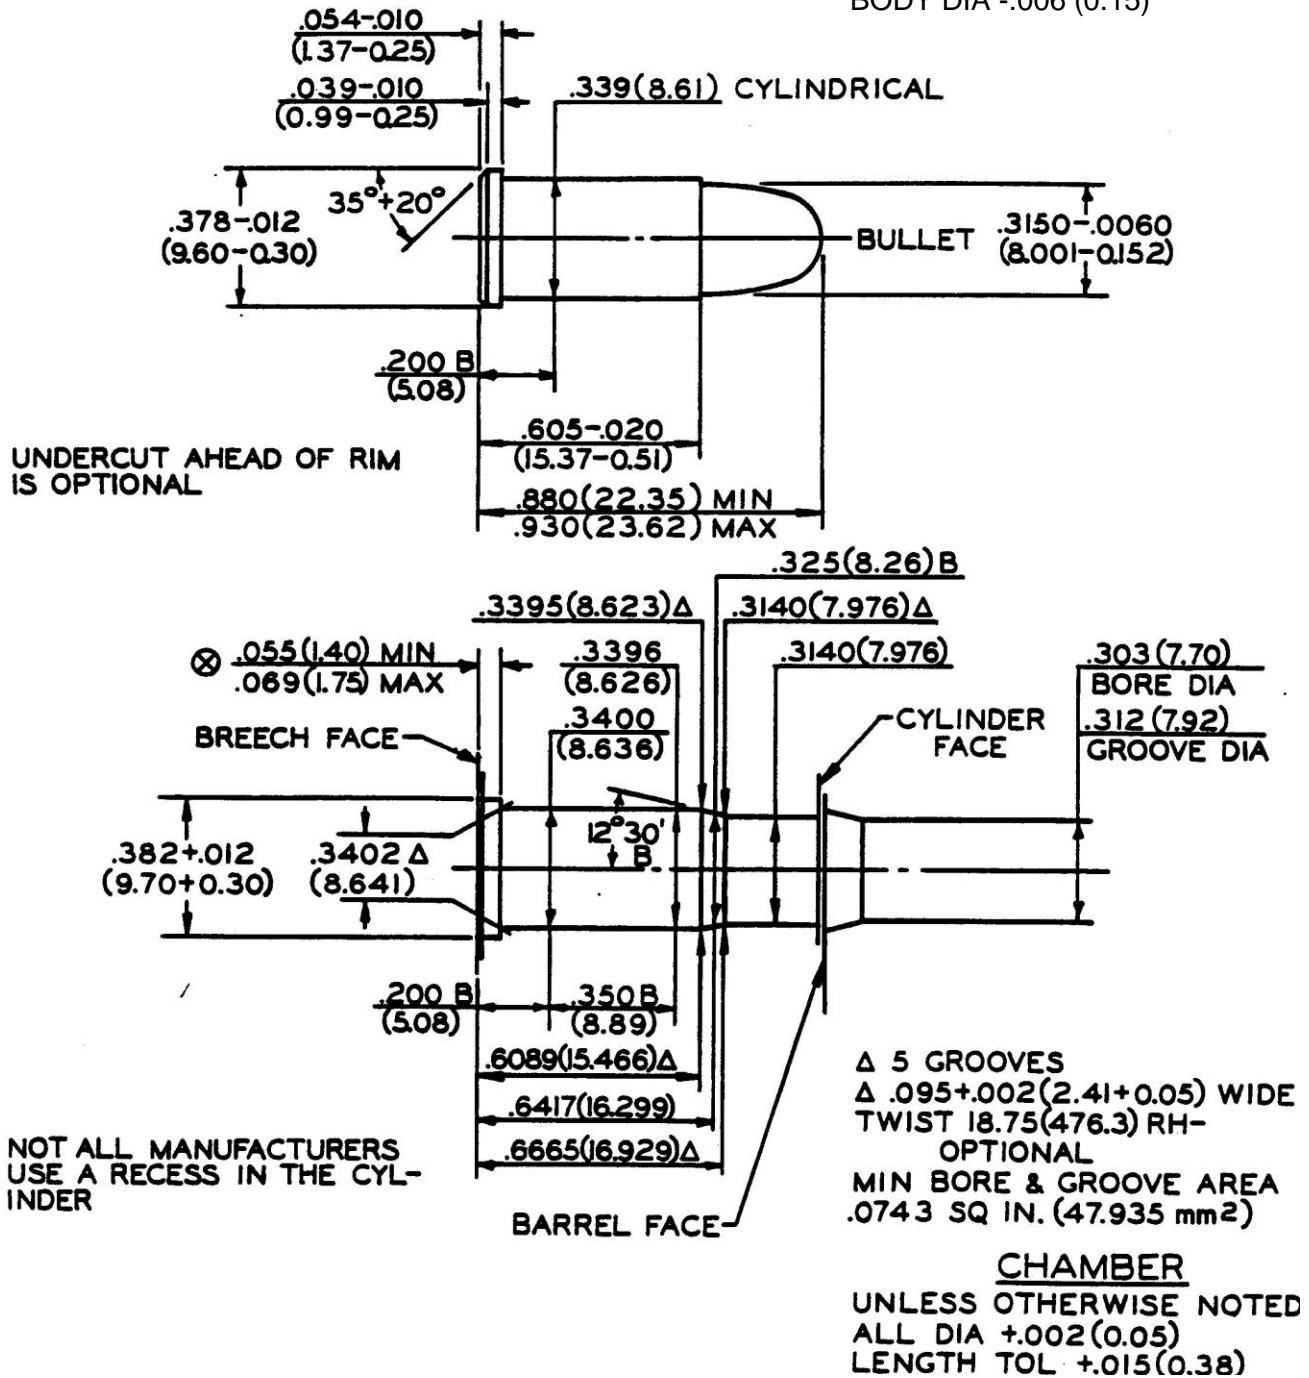 BODY DIA -.006 (0.15)
.054-.010
(1.37-0.25)
.039-.010
(0.99-0.25)
.339(8.61) CYLINDRICAL
35°+20°
.378-.012
(9.60-0.30)
BULLET
.3150-.0060
(8.001-0.152)
.200 B
(5.08)
.605-.020
(15.37-0.51)
UNDERCUT AHEAD OF RIM
IS OPTIONAL
.880(22.35) MIN
.930(23.62) MAX
.325(8.26) B
.3395(8.623)Δ
.3140(7.976)Δ
⊗ .055(1.40) MIN
.069(1.75) MAX
.3396
(8.626)
.3140(7.976)
.303(7.70)
BORE DIA
.312(7.92)
GROOVE DIA
BREECH FACE
.3400
(8.636)
CYLINDER
FACE
12°30'
B
.382+.012
(9.70+0.30)
.3402 Δ
(8.641)
.200 B
(5.08)
.350B
(8.89)
.6089(15.466)Δ
.6417(16.299)
.6665(16.929)Δ
NOT ALL MANUFACTURERS
USE A RECESS IN THE CYL-
INDER
BARREL FACE
Δ 5 GROOVES
Δ .095+.002(2.41+0.05) WIDE
TWIST 18.75(476.3) RH-
OPTIONAL
MIN BORE & GROOVE AREA
.0743 SQ IN. (47.935 mm2)
CHAMBER
UNLESS OTHERWISE NOTED
ALL DIA +.002(0.05)
LENGTH TOL +.015(0.38)